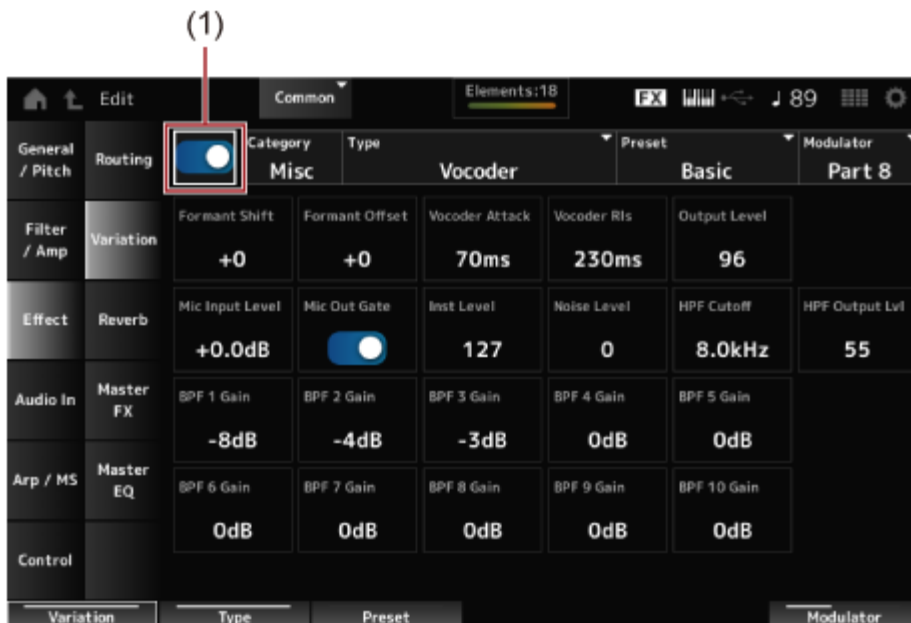 (1)
Edit Common Elements:18 FX ♩ 89
General / Pitch
Routing
Category
Misc
Type
Vocoder
Preset
Basic
Modulator
Part 8
Filter / Amp
Variation
Formant Shift
+0
Formant Offset
+0
Vocoder Attack
70ms
Vocoder Rls
230ms
Output Level
96
Effect
Reverb
Mic Input Level
+0.0dB
Mic Out Gate
Inst Level
127
Noise Level
0
HPF Cutoff
8.0kHz
HPF Output Lvl
55
Audio In
Master FX
BPF 1 Gain
-8dB
BPF 2 Gain
-4dB
BPF 3 Gain
-3dB
BPF 4 Gain
0dB
BPF 5 Gain
0dB
Arp / MS
Master EQ
BPF 6 Gain
0dB
BPF 7 Gain
0dB
BPF 8 Gain
0dB
BPF 9 Gain
0dB
BPF 10 Gain
0dB
Control
Variation Type Preset Modulator